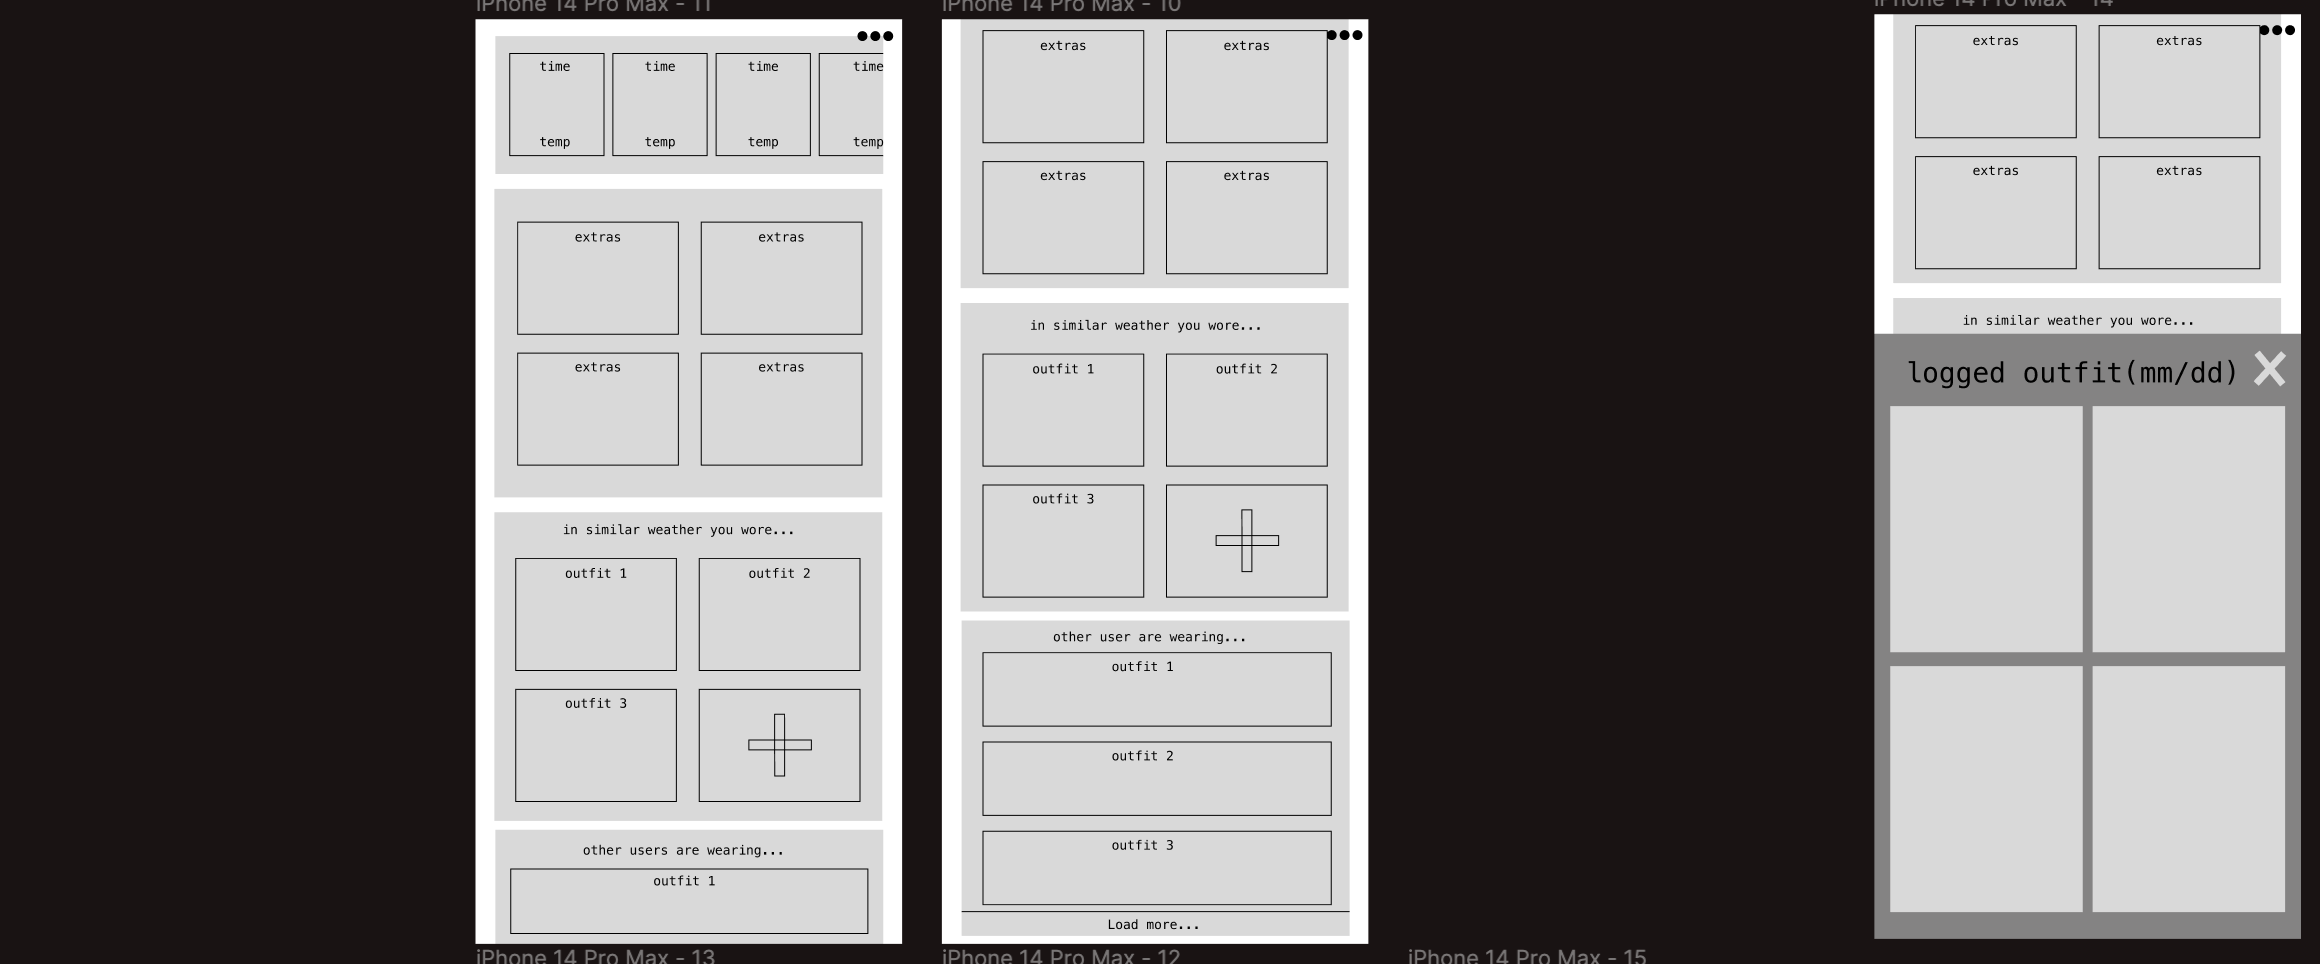 iPhone 14 Pro Max - 11
time time time time
temp temp temp temp
extras extras
extras extras
in similar weather you wore...
outfit 1 outfit 2
outfit 3
other users are wearing...
outfit 1
iPhone 14 Pro Max - 13
iPhone 14 Pro Max - 10
extras extras
extras extras
in similar weather you wore...
outfit 1 outfit 2
outfit 3
other user are wearing...
outfit 1
outfit 2
outfit 3
Load more...
iPhone 14 Pro Max - 12
iPhone 14 Pro Max - 15
iPhone 14 Pro Max - 14
extras extras
extras extras
in similar weather you wore...
logged outfit(mm/dd)